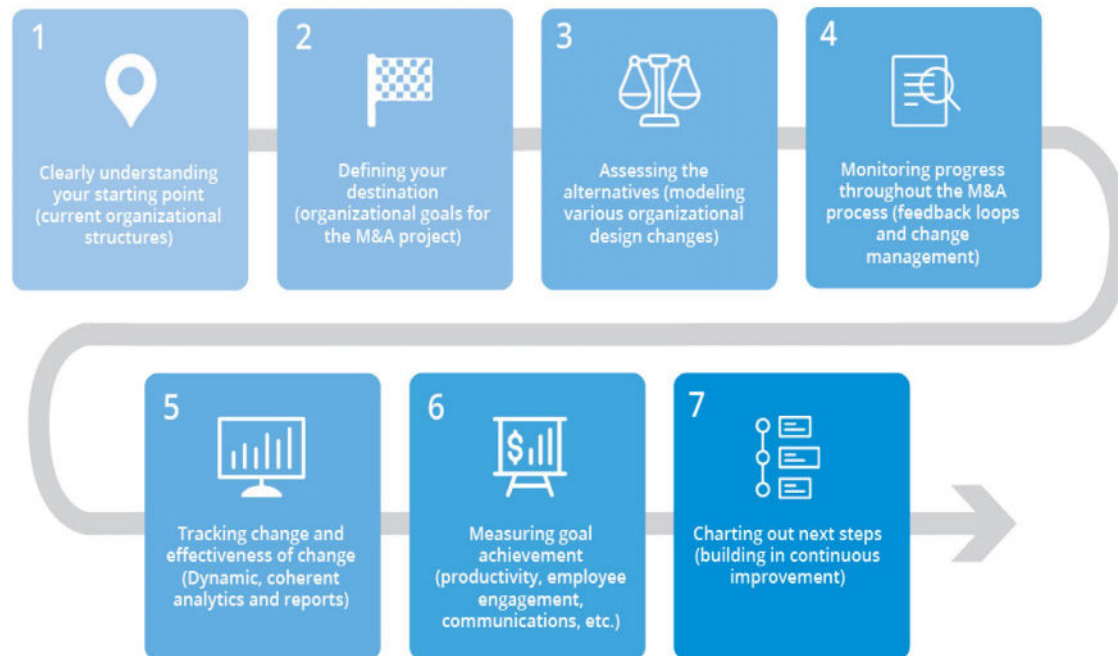 1
Clearly understanding
your starting point
(current organizational
structures)
2
Defining your
destination
(organizational goals for
the M&A project)
3
Assessing the
alternatives (modeling
various organizational
design changes)
4
Monitoring progress
throughout the M&A
process (feedback loops
and change
management)
5
Tracking change and
effectiveness of change
(Dynamic, coherent
analytics and reports)
6
$
Measuring goal
achievement
(productivity, employee
engagement,
communications, etc.)
7
Charting out next steps
(building in continuous
improvement)